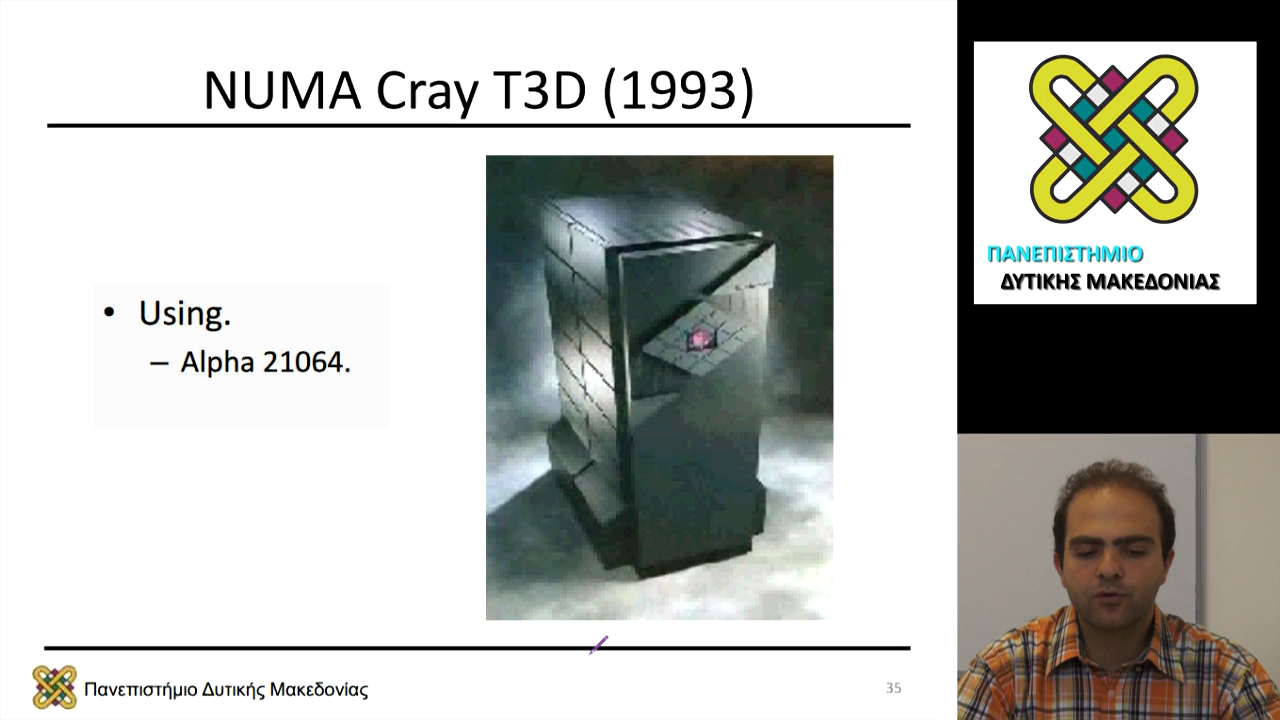 NUMA Cray T3D (1993)
• Using.
– Alpha 21064.
Πανεπιστήμιο Δυτικής Μακεδονίας
35
ΠΑΝΕΠΙΣΤΗΜΙΟ
ΔΥΤΙΚΗΣ ΜΑΚΕΔΟΝΙΑΣ